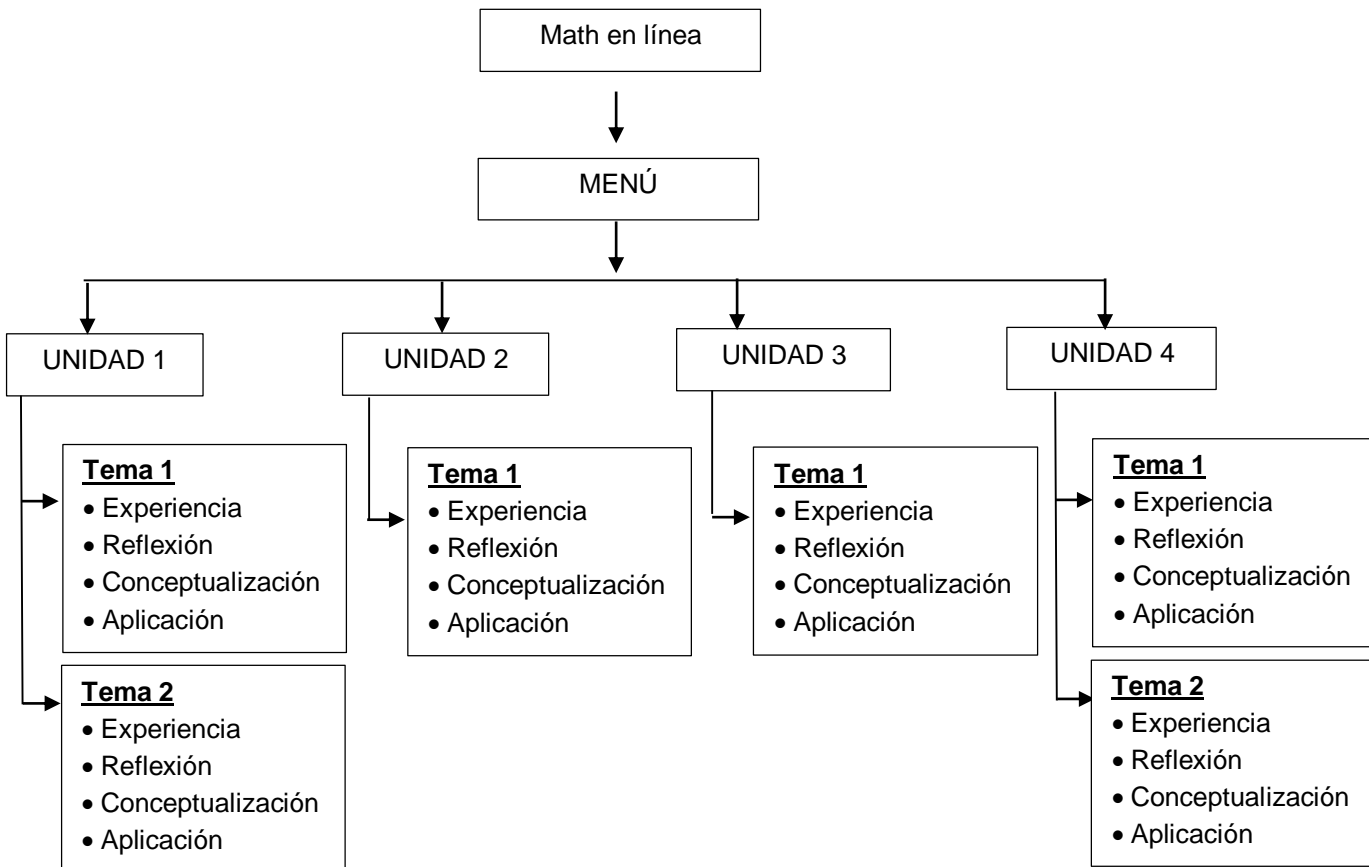 Math en línea
MENÚ
UNIDAD 1
UNIDAD 2
UNIDAD 3
UNIDAD 4
Tema 1
• Experiencia
• Reflexión
• Conceptualización
• Aplicación
Tema 2
• Experiencia
• Reflexión
• Conceptualización
• Aplicación
Tema 1
• Experiencia
• Reflexión
• Conceptualización
• Aplicación
Tema 1
• Experiencia
• Reflexión
• Conceptualización
• Aplicación
Tema 1
• Experiencia
• Reflexión
• Conceptualización
• Aplicación
Tema 2
• Experiencia
• Reflexión
• Conceptualización
• Aplicación